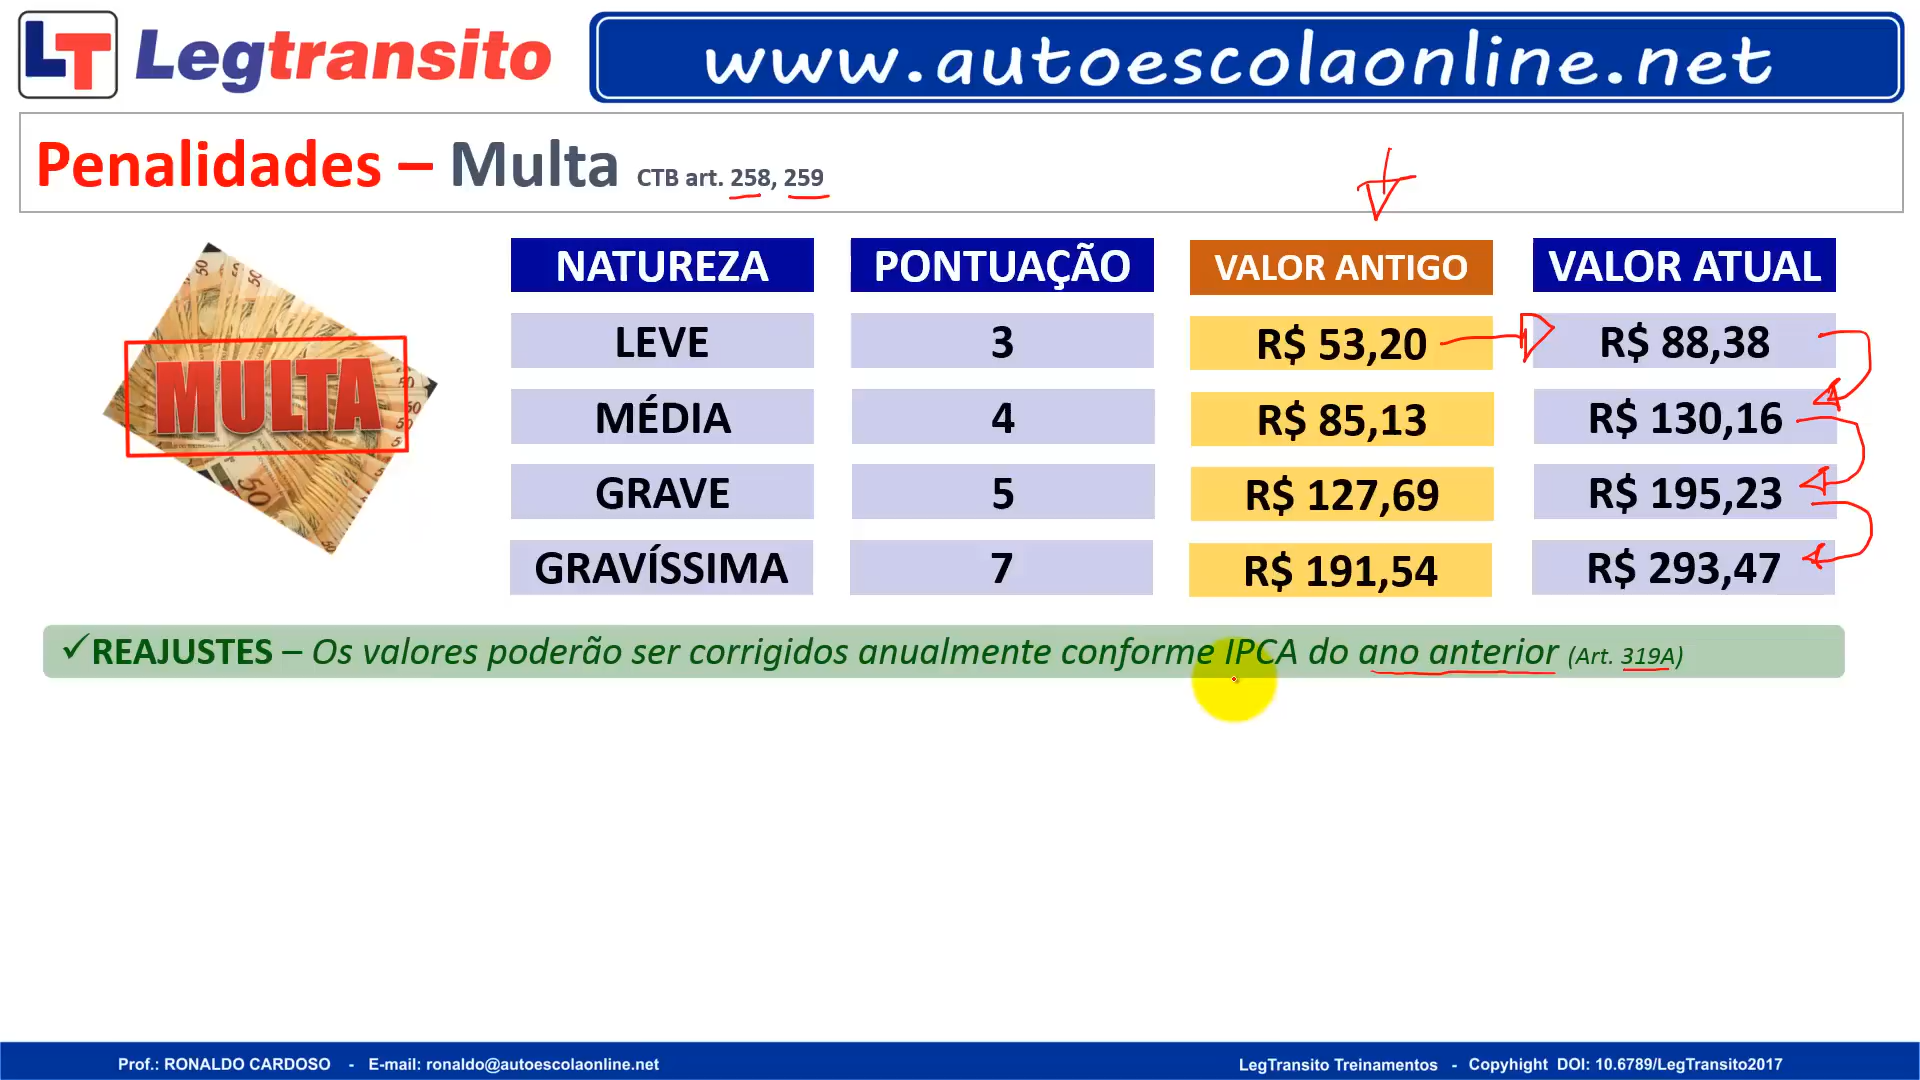 LT Legtransito
www.autoescolaonline.net
Penalidades – Multa CTB art. 258, 259
MULTA
NATUREZA PONTUAÇÃO VALOR ANTIGO VALOR ATUAL
LEVE 3 R$ 53,20 R$ 88,38
MÉDIA 4 R$ 85,13 R$ 130,16
GRAVE 5 R$ 127,69 R$ 195,23
GRAVÍSSIMA 7 R$ 191,54 R$ 293,47
✓REAJUSTES – Os valores poderão ser corrigidos anualmente conforme IPCA do ano anterior (Art. 319A)
Prof.: RONALDO CARDOSO - E-mail: ronaldo@autoescolaonline.net LegTransito Treinamentos - Copyhight DOI: 10.6789/LegTransito2017